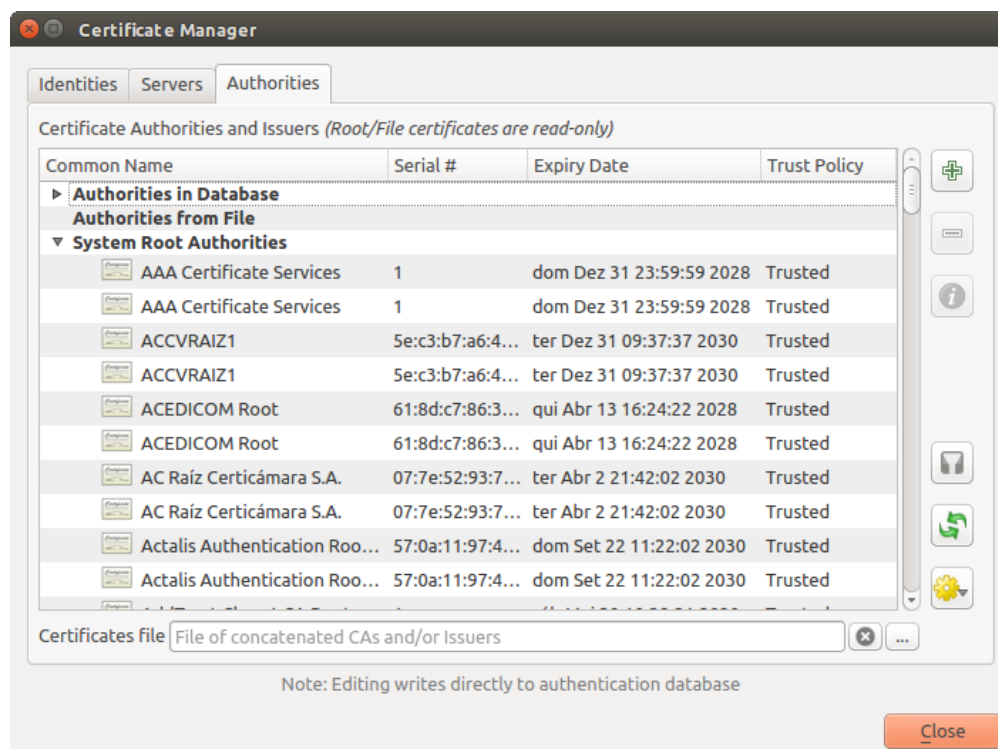 Certificate Manager
Identities Servers Authorities
Certificate Authorities and Issuers (Root/File certificates are read-only)
Common Name Serial # Expiry Date Trust Policy
Authorities in Database
Authorities from File
System Root Authorities
AAA Certificate Services 1 dom Dez 31 23:59:59 2028 Trusted
AAA Certificate Services 1 dom Dez 31 23:59:59 2028 Trusted
ACCVRAIZ1 5e:c3:b7:a6:4... ter Dez 31 09:37:37 2030 Trusted
ACCVRAIZ1 5e:c3:b7:a6:4... ter Dez 31 09:37:37 2030 Trusted
ACEDICOM Root 61:8d:c7:86:3... qui Abr 13 16:24:22 2028 Trusted
ACEDICOM Root 61:8d:c7:86:3... qui Abr 13 16:24:22 2028 Trusted
AC Raíz Certicámara S.A. 07:7e:52:93:7... ter Abr 2 21:42:02 2030 Trusted
AC Raíz Certicámara S.A. 07:7e:52:93:7... ter Abr 2 21:42:02 2030 Trusted
Actalis Authentication Roo... 57:0a:11:97:4... dom Set 22 11:22:02 2030 Trusted
Actalis Authentication Roo... 57:0a:11:97:4... dom Set 22 11:22:02 2030 Trusted
Certificates file File of concatenated CAs and/or Issuers ...
Note: Editing writes directly to authentication database
Close